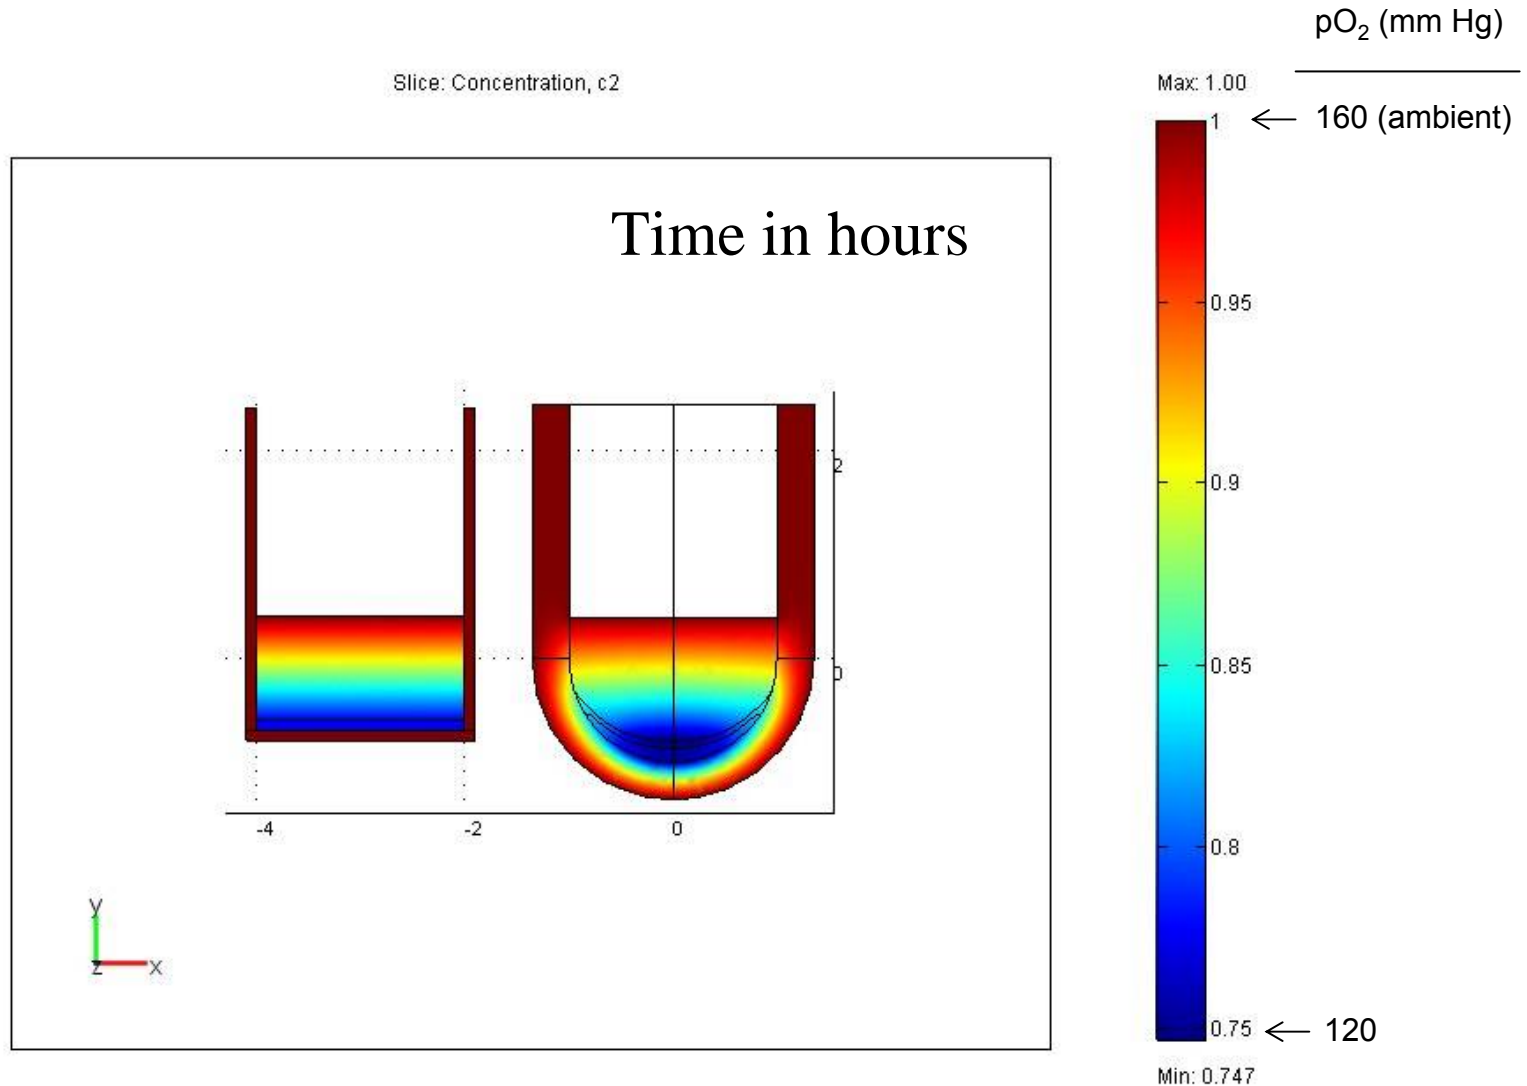 pO₂ (mm Hg)
Slice: Concentration, c2
Max: 1.00
1
160 (ambient)
Time in hours
0.95
2
0.9
0
0.85
-4
-2
0
0.8
y
z
x
0.75
120
Min: 0.747